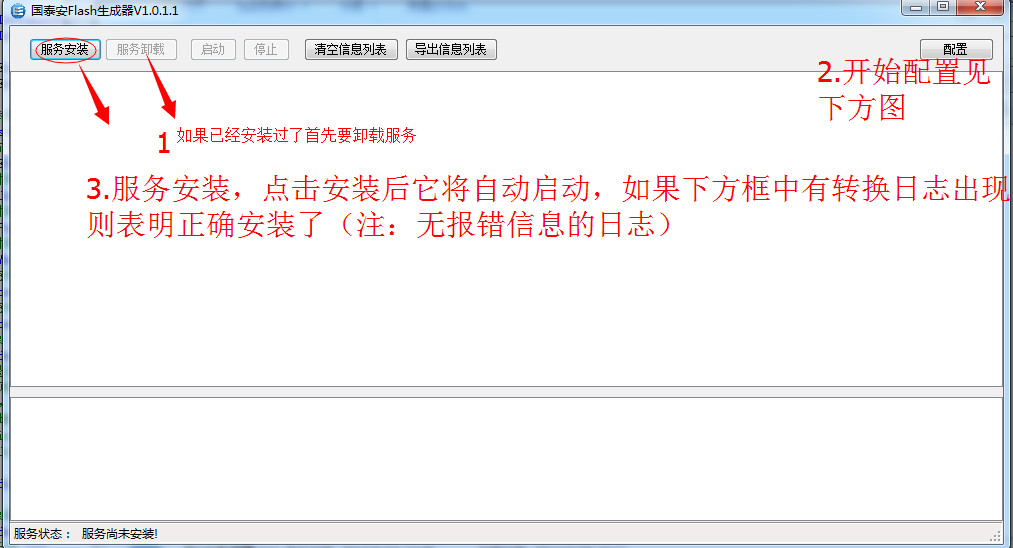 国泰安Flash生成器V1.0.1.1
服务安装 服务卸载 启动 停止 清空信息列表 导出信息列表 配置
2.开始配置见
下方图
1 如果已经安装过了首先要卸载服务
3.服务安装，点击安装后它将自动启动，如果下方框中有转换日志出现
则表明正确安装了（注：无报错信息的日志）
服务状态： 服务尚未安装!